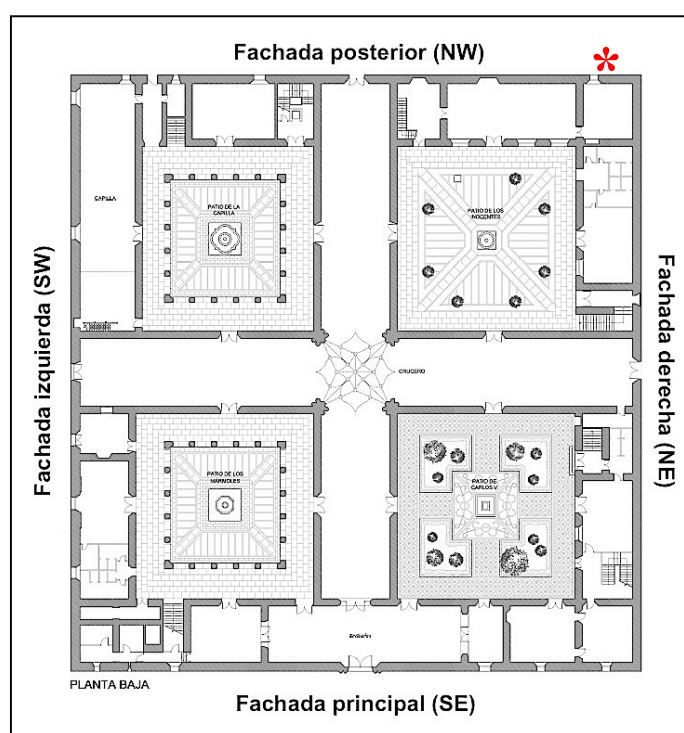 Fachada posterior (NW)
*
CAPILLA
PATIO DE LA
CAPILLA
PATIO DE LOS
INOCENTES
Fachada izquierda (SW)
Fachada derecha (NE)
CRUCERO
PATIO DE LOS
MÁRMOLES
PATIO DE
CARLOS V
PLANTA BAJA
Fachada principal (SE)